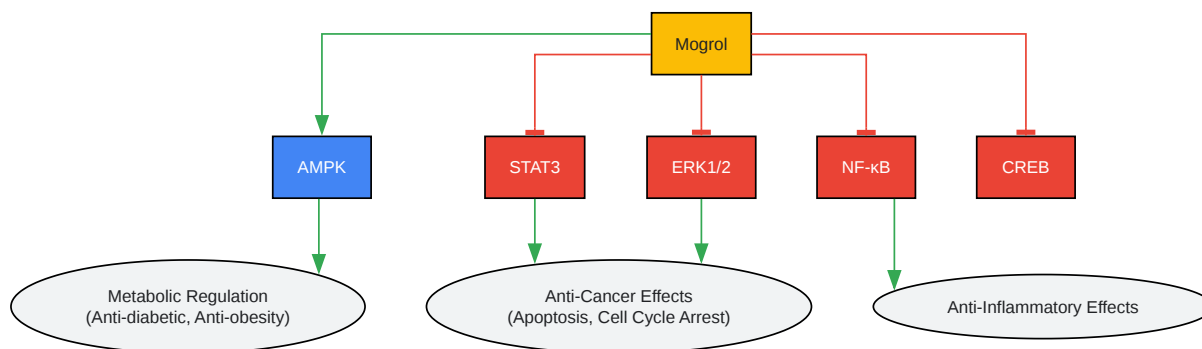 Mogrol
AMPK
STAT3
ERK1/2
NF-κB
CREB
Metabolic Regulation
(Anti-diabetic, Anti-obesity)
Anti-Cancer Effects
(Apoptosis, Cell Cycle Arrest)
Anti-Inflammatory Effects